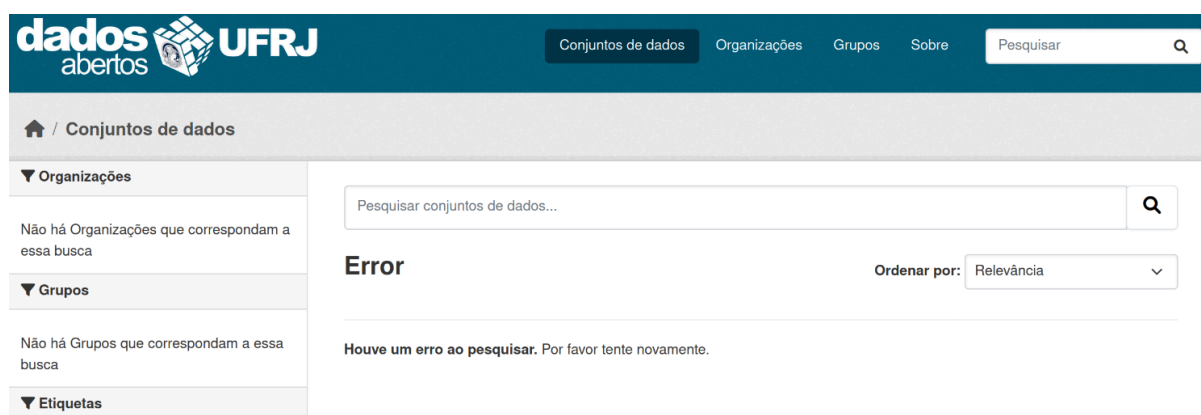 dados
abertos
UFRJ
Conjuntos de dados
Organizações
Grupos
Sobre
Pesquisar
/ Conjuntos de dados
Organizações
Não há Organizações que correspondam a
essa busca
Grupos
Não há Grupos que correspondam a essa
busca
Etiquetas
Pesquisar conjuntos de dados...
Error
Ordenar por: Relevância
Houve um erro ao pesquisar. Por favor tente novamente.